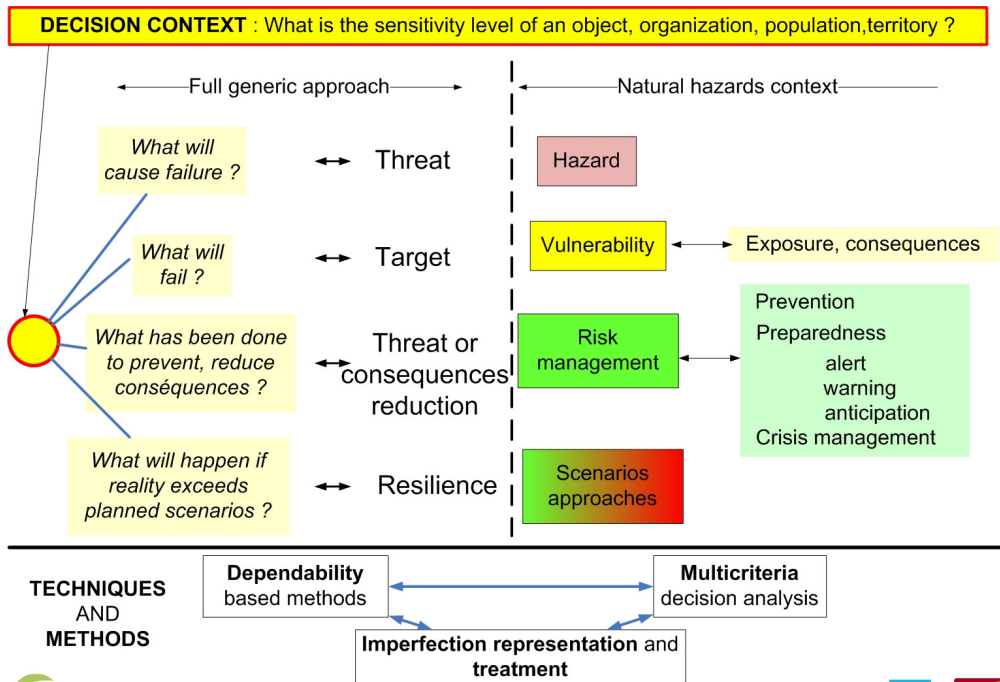 DECISION CONTEXT : What is the sensitivity level of an object, organization, population,territory ?
Full generic approach
Natural hazards context
What will
cause failure ?
Threat
Hazard
What will
fail ?
Target
Vulnerability
Exposure, consequences
What has been done
to prevent, reduce
conséquences ?
Threat or
consequences
reduction
Risk
management
Prevention
Preparedness
alert
warning
anticipation
Crisis management
What will happen if
reality exceeds
planned scenarios ?
Resilience
Scenarios
approaches
TECHNIQUES
AND
METHODS
Dependability
based methods
Multicriteria
decision analysis
Imperfection representation and
treatment